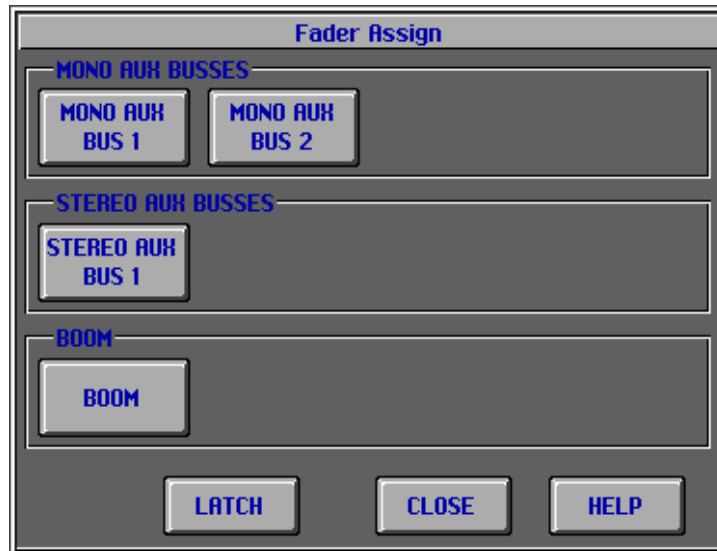 Fader Assign
MONO AUX BUSSES
MONO AUX
BUS 1
MONO AUX
BUS 2
STEREO AUX BUSSES
STEREO AUX
BUS 1
BOOM
BOOM
LATCH
CLOSE
HELP